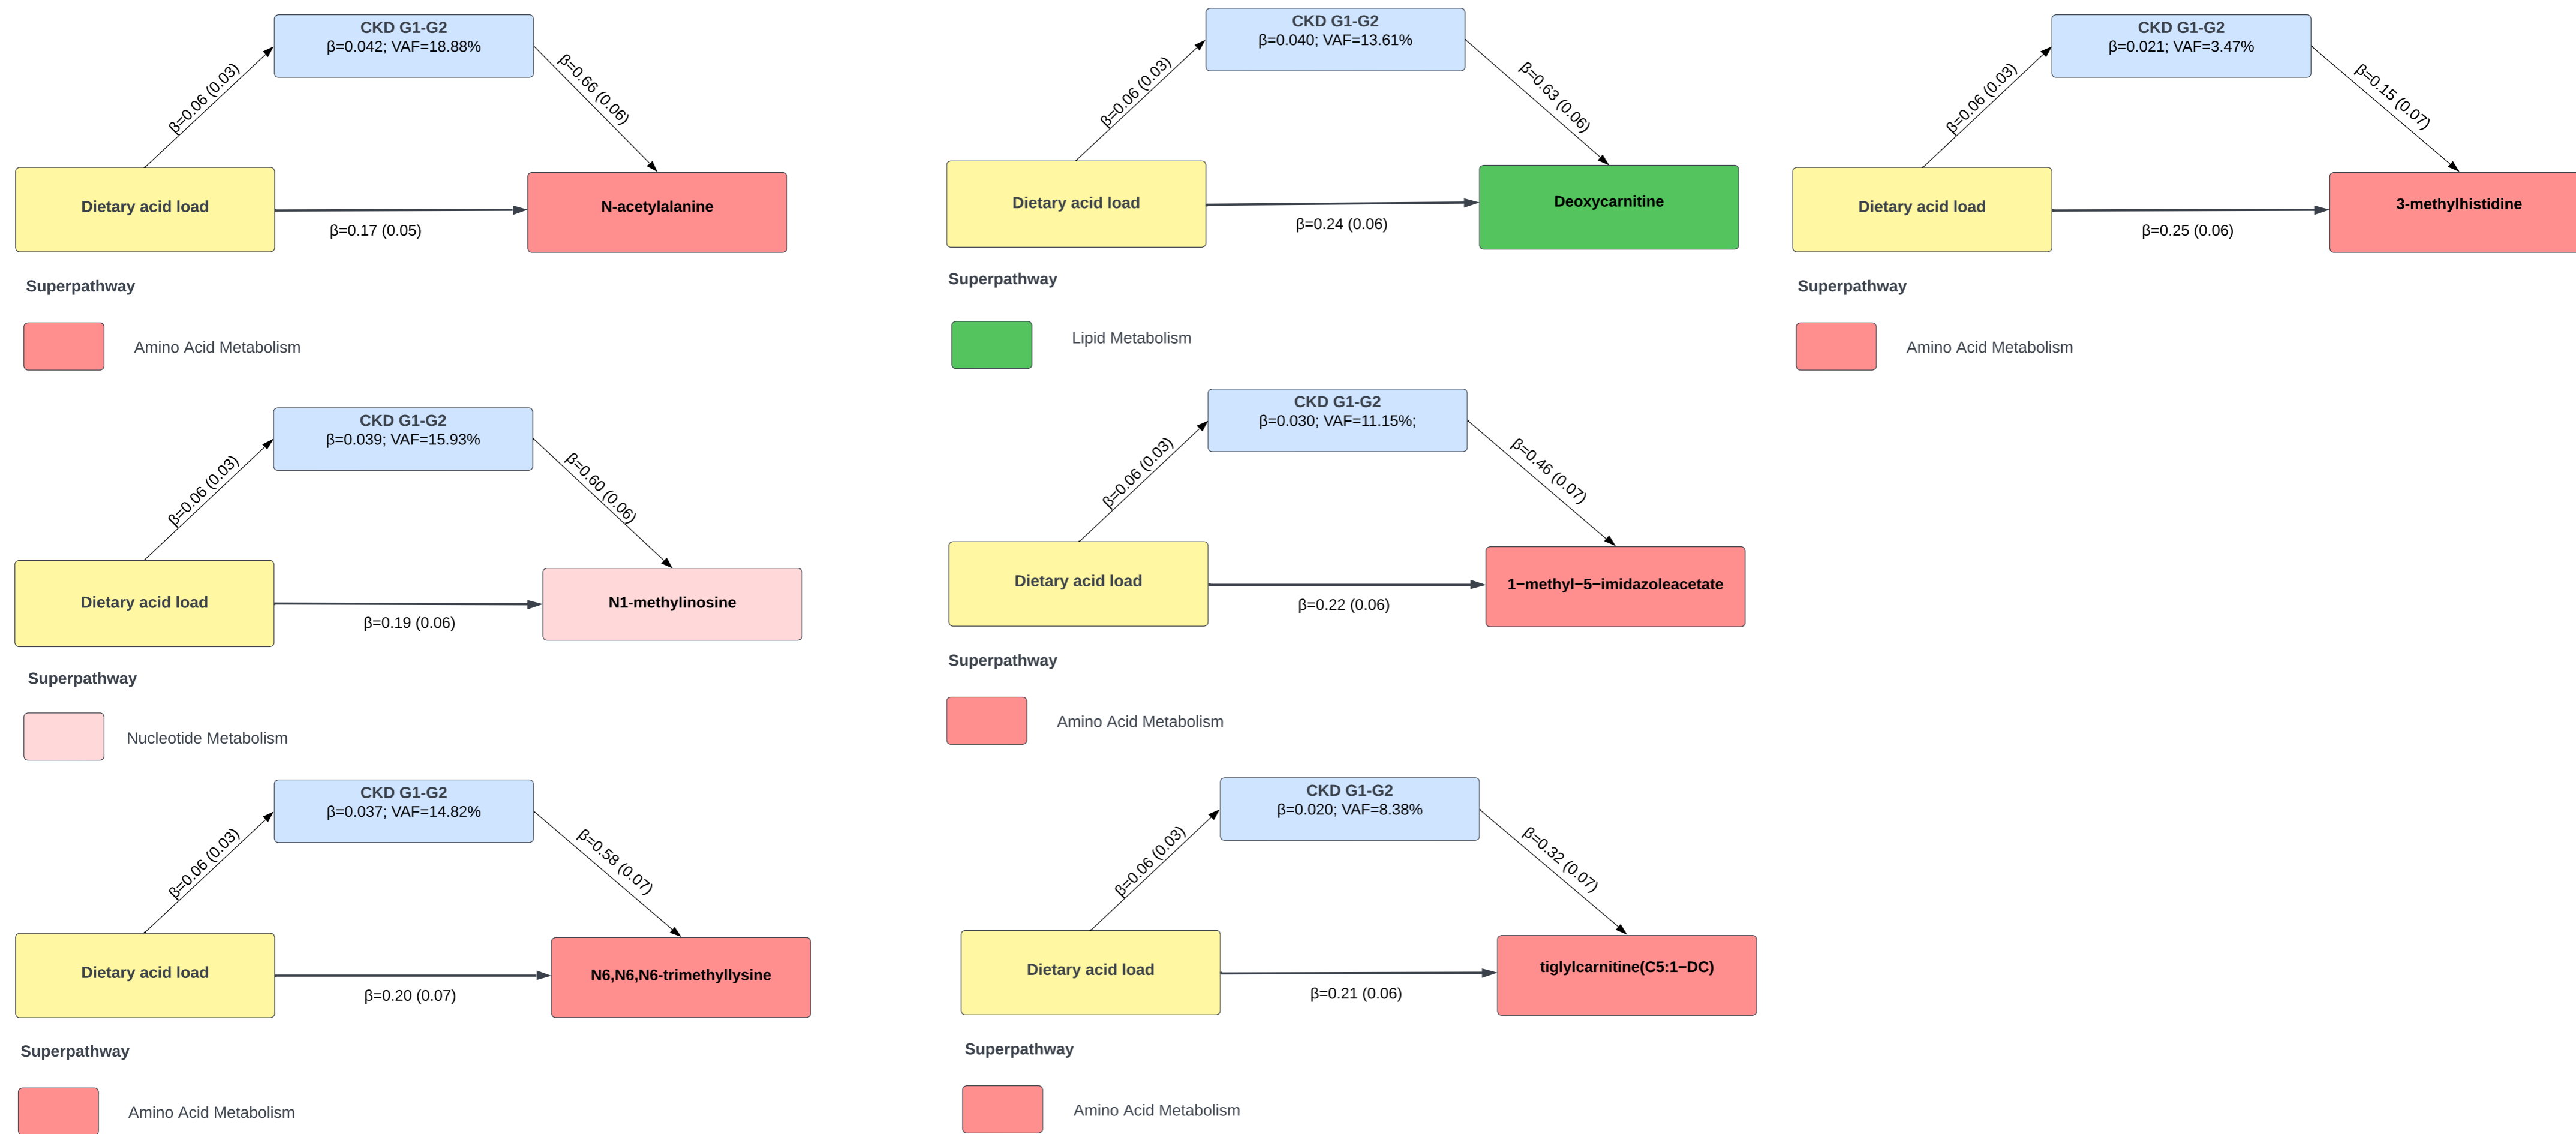 CKD G1-G2
β=0.042; VAF=18.88%
β=0.06 (0.03)
β=0.66 (0.06)
Dietary acid load
N-acetylalanine
β=0.17 (0.05)
Superpathway
Amino Acid Metabolism
CKD G1-G2
β=0.040; VAF=13.61%
β=0.06 (0.03)
β=0.63 (0.06)
Dietary acid load
Deoxycarnitine
β=0.24 (0.06)
Superpathway
Lipid Metabolism
CKD G1-G2
β=0.021; VAF=3.47%
β=0.06 (0.03)
β=0.15 (0.07)
Dietary acid load
3-methylhistidine
β=0.25 (0.06)
Superpathway
Amino Acid Metabolism
CKD G1-G2
β=0.039; VAF=15.93%
β=0.06 (0.03)
β=0.60 (0.06)
Dietary acid load
N1-methylinosine
β=0.19 (0.06)
Superpathway
Nucleotide Metabolism
CKD G1-G2
β=0.030; VAF=11.15%;
β=0.06 (0.03)
β=0.46 (0.07)
Dietary acid load
1−methyl−5−imidazoleacetate
β=0.22 (0.06)
Superpathway
Amino Acid Metabolism
CKD G1-G2
β=0.037; VAF=14.82%
β=0.06 (0.03)
β=0.58 (0.07)
Dietary acid load
N6,N6,N6-trimethyllysine
β=0.20 (0.07)
Superpathway
Amino Acid Metabolism
CKD G1-G2
β=0.020; VAF=8.38%
β=0.06 (0.03)
β=0.32 (0.07)
Dietary acid load
tiglylcarnitine(C5:1−DC)
β=0.21 (0.06)
Superpathway
Amino Acid Metabolism